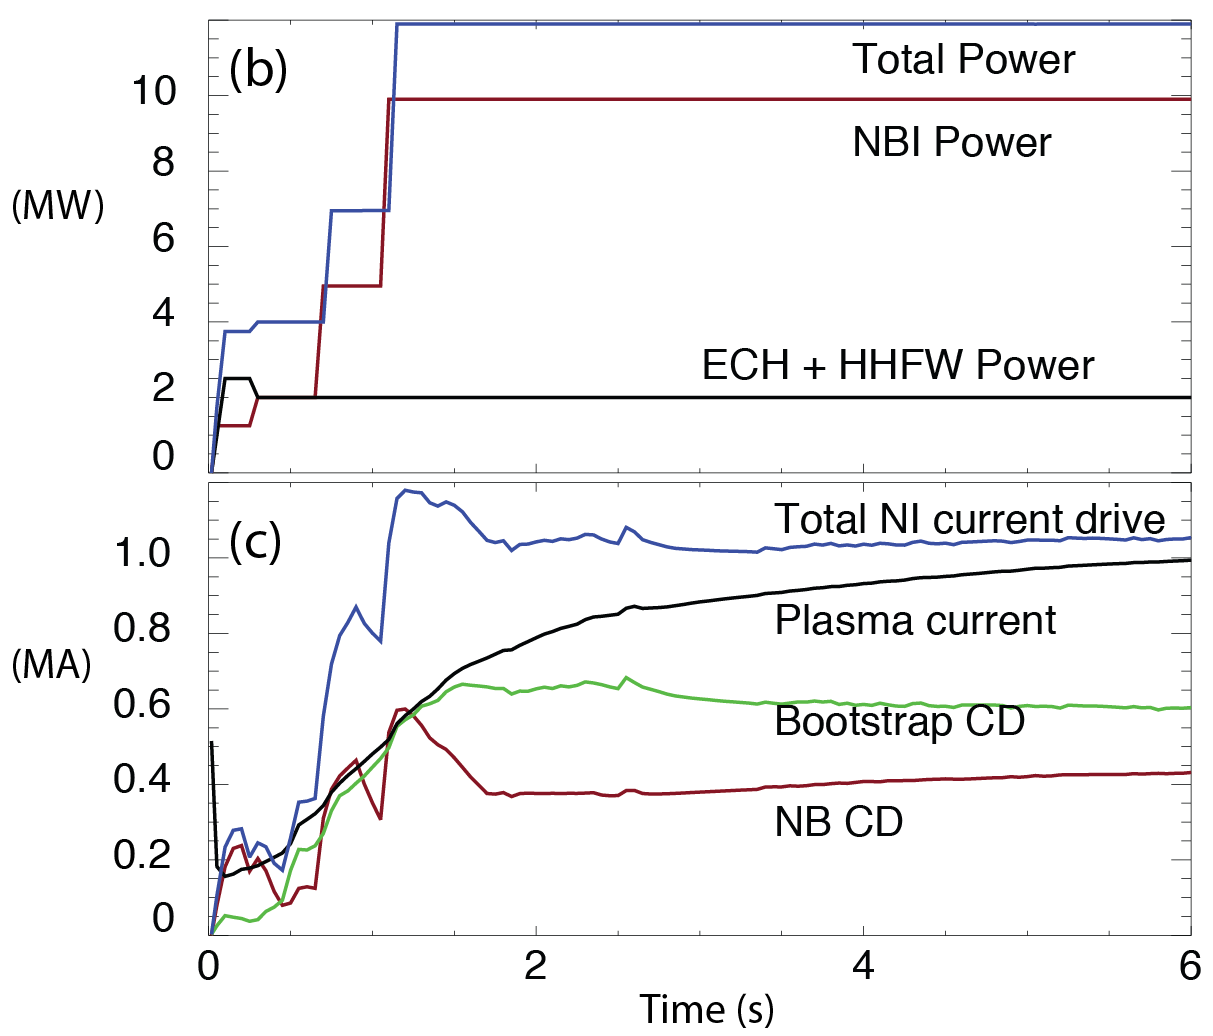 (b)
Total Power
10
NBI Power
8
(MW)
6
4
ECH + HHFW Power
2
0
(c)
Total NI current drive
1.0
Plasma current
0.8
(MA)
0.6
Bootstrap CD
0.4
NB CD
0.2
0
0 2 4 6
Time (s)